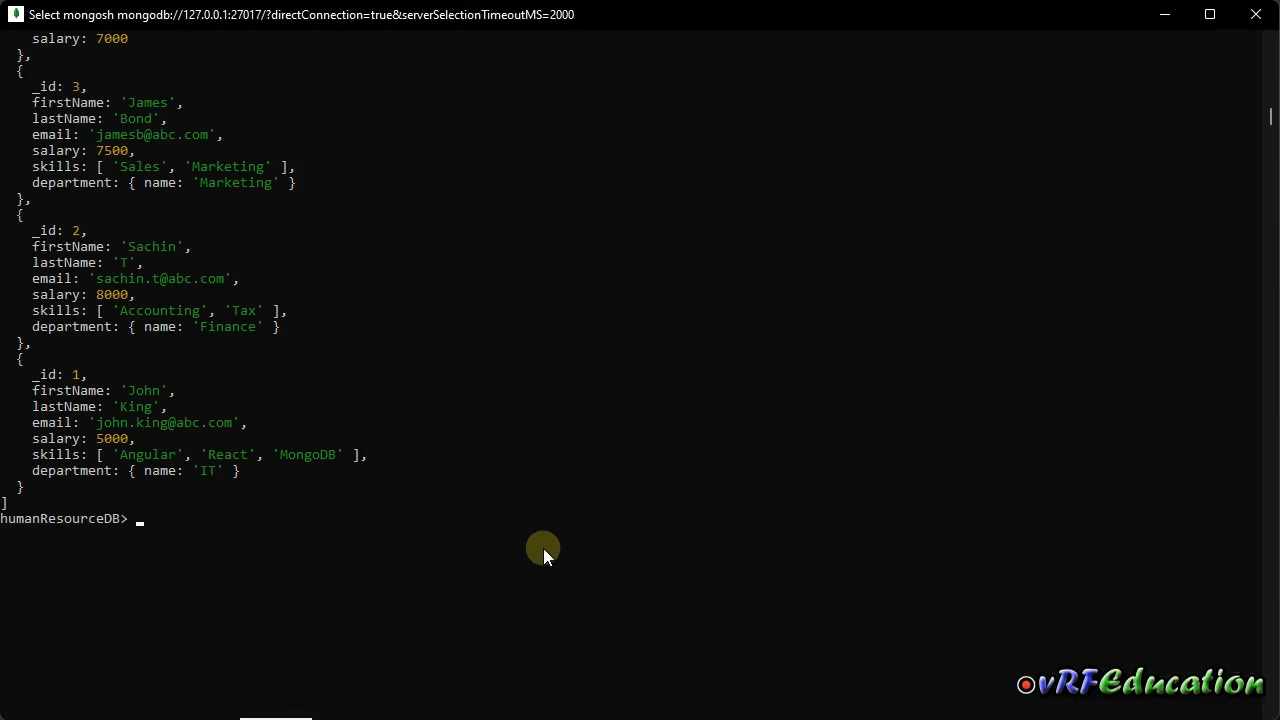 Select mongosh mongodb://127.0.0.1:27017/?directConnection=true&serverSelectionTimeoutMS=2000
    salary: 7000
  },
  {
    _id: 3,
    firstName: 'James',
    lastName: 'Bond',
    email: 'jamesb@abc.com',
    salary: 7500,
    skills: [ 'Sales', 'Marketing' ],
    department: { name: 'Marketing' }
  },
  {
    _id: 2,
    firstName: 'Sachin',
    lastName: 'T',
    email: 'sachin.t@abc.com',
    salary: 8000,
    skills: [ 'Accounting', 'Tax' ],
    department: { name: 'Finance' }
  },
  {
    _id: 1,
    firstName: 'John',
    lastName: 'King',
    email: 'john.king@abc.com',
    salary: 5000,
    skills: [ 'Angular', 'React', 'MongoDB' ],
    department: { name: 'IT' }
  }
]
humanResourceDB>
vRFEducation